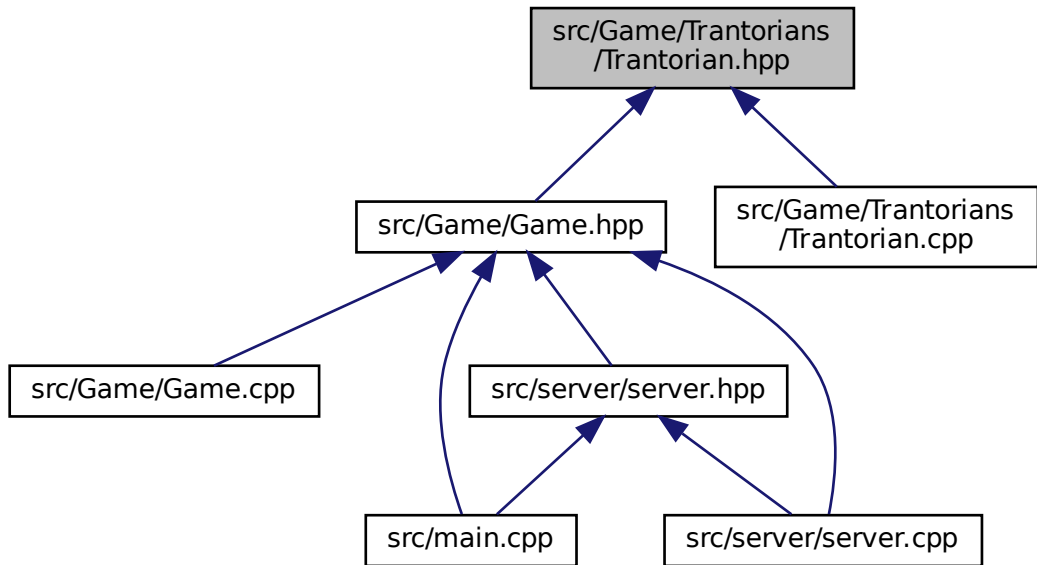 src/Game/Trantorians
/Trantorian.hpp
src/Game/Game.hpp
src/Game/Trantorians
/Trantorian.cpp
src/Game/Game.cpp
src/server/server.hpp
src/main.cpp
src/server/server.cpp